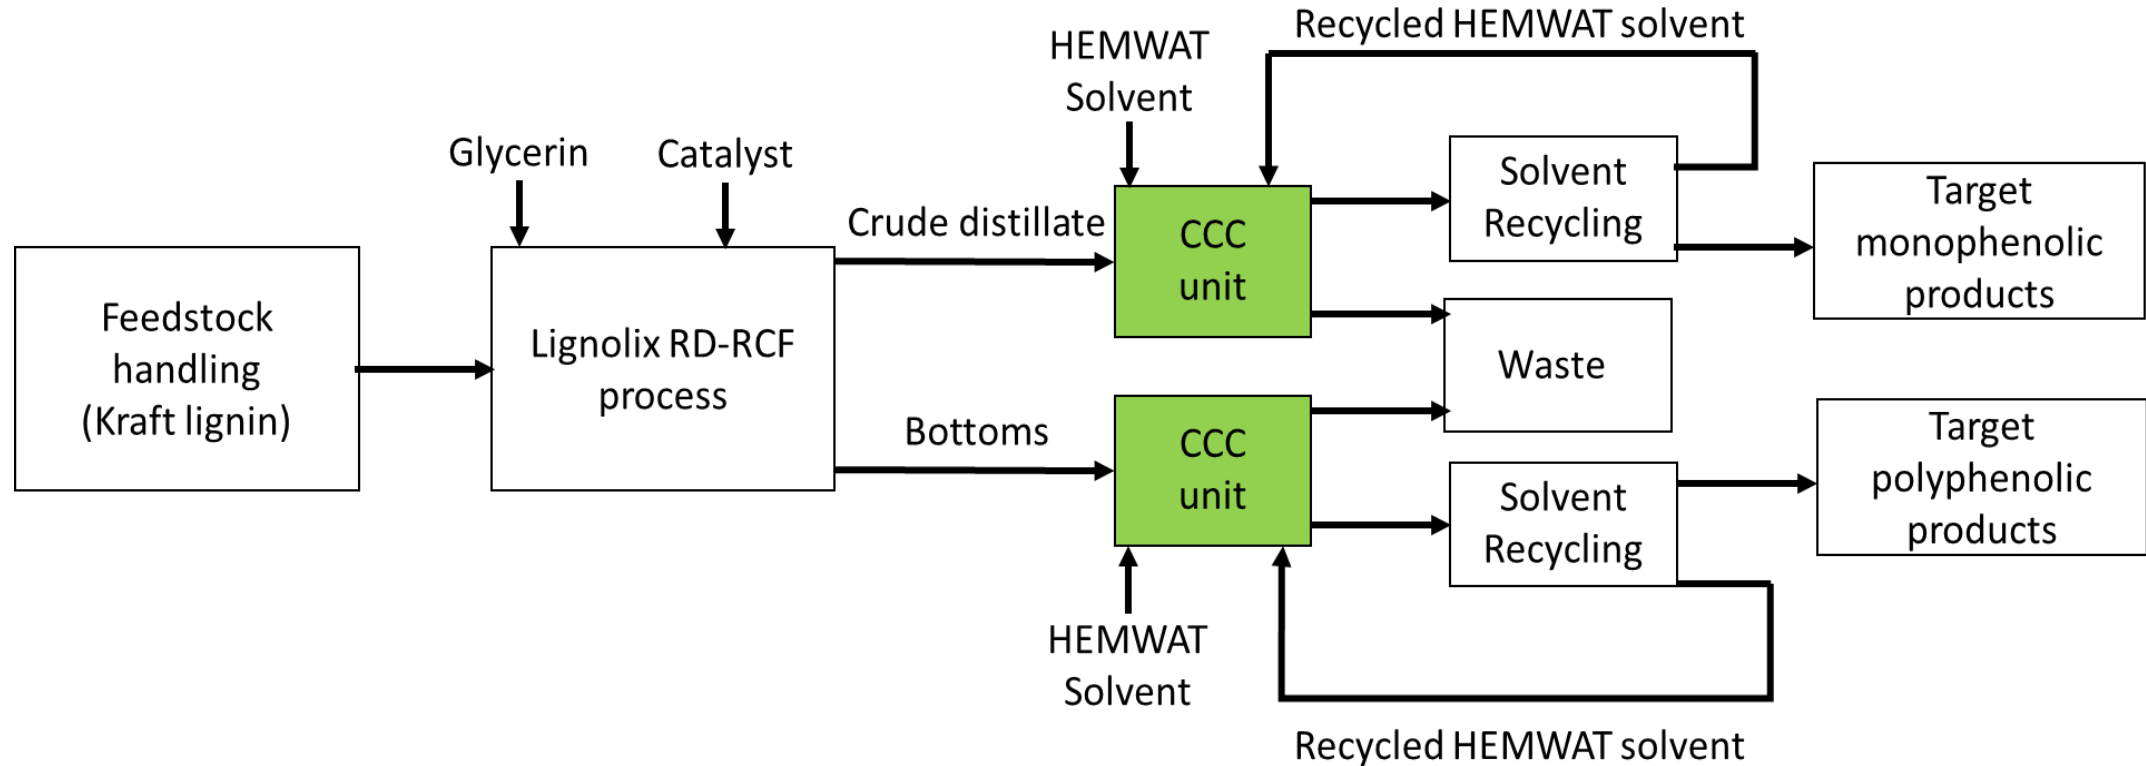 Recycled HEMWAT solvent
HEMWAT
Solvent
Glycerin
Catalyst
Crude distillate
CCC
unit
Solvent
Recycling
Target
monophenolic
products
Feedstock
handling
(Kraft lignin)
Lignolix RD-RCF
process
Waste
Bottoms
CCC
unit
Solvent
Recycling
Target
polyphenolic
products
HEMWAT
Solvent
Recycled HEMWAT solvent